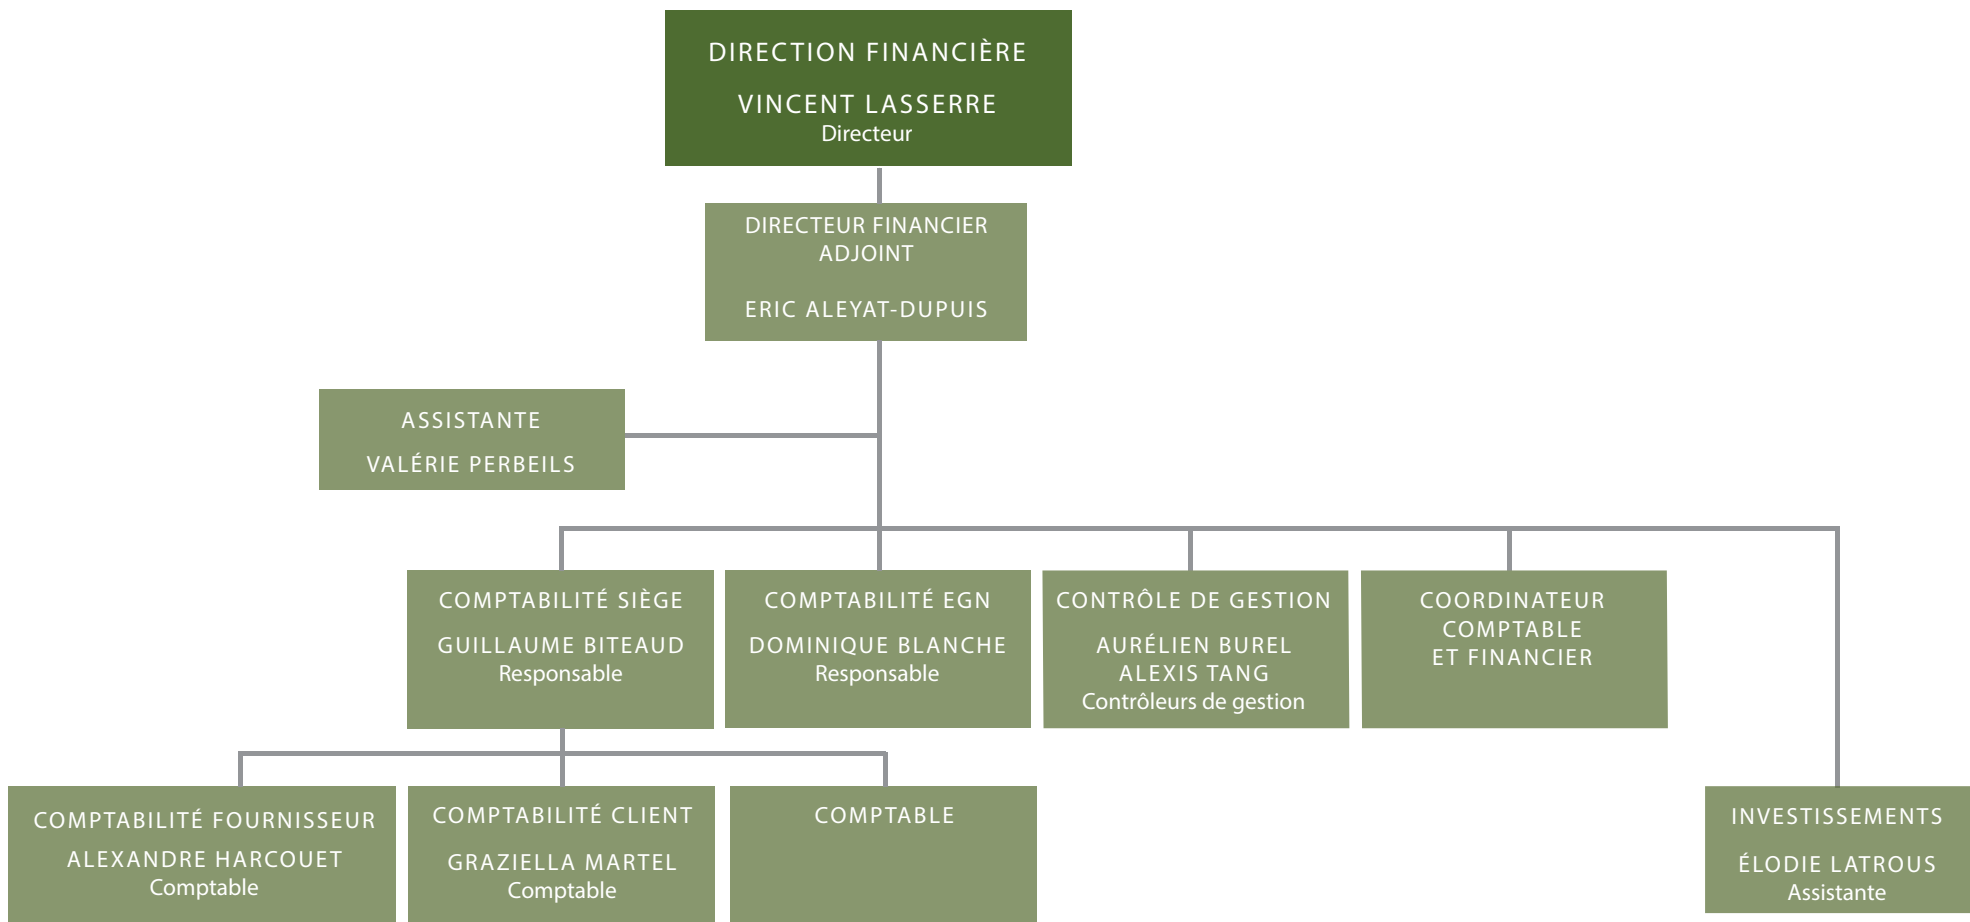 DIRECTION FINANCIÈRE
VINCENT LASSERRE
Directeur
DIRECTEUR FINANCIER
ADJOINT
ERIC ALEYAT-DUPUIS
ASSISTANTE
VALÉRIE PERBEILS
COMPTABILITÉ SIÈGE
GUILLAUME BITEAUD
Responsable
COMPTABILITÉ EGN
DOMINIQUE BLANCHE
Responsable
CONTRÔLE DE GESTION
AURÉLIEN BUREL
ALEXIS TANG
Contrôleurs de gestion
COORDINATEUR
COMPTABLE
ET FINANCIER
COMPTABILITÉ FOURNISSEUR
ALEXANDRE HARCOUET
Comptable
COMPTABILITÉ CLIENT
GRAZIELLA MARTEL
Comptable
COMPTABLE
INVESTISSEMENTS
ÉLODIE LATROUS
Assistante